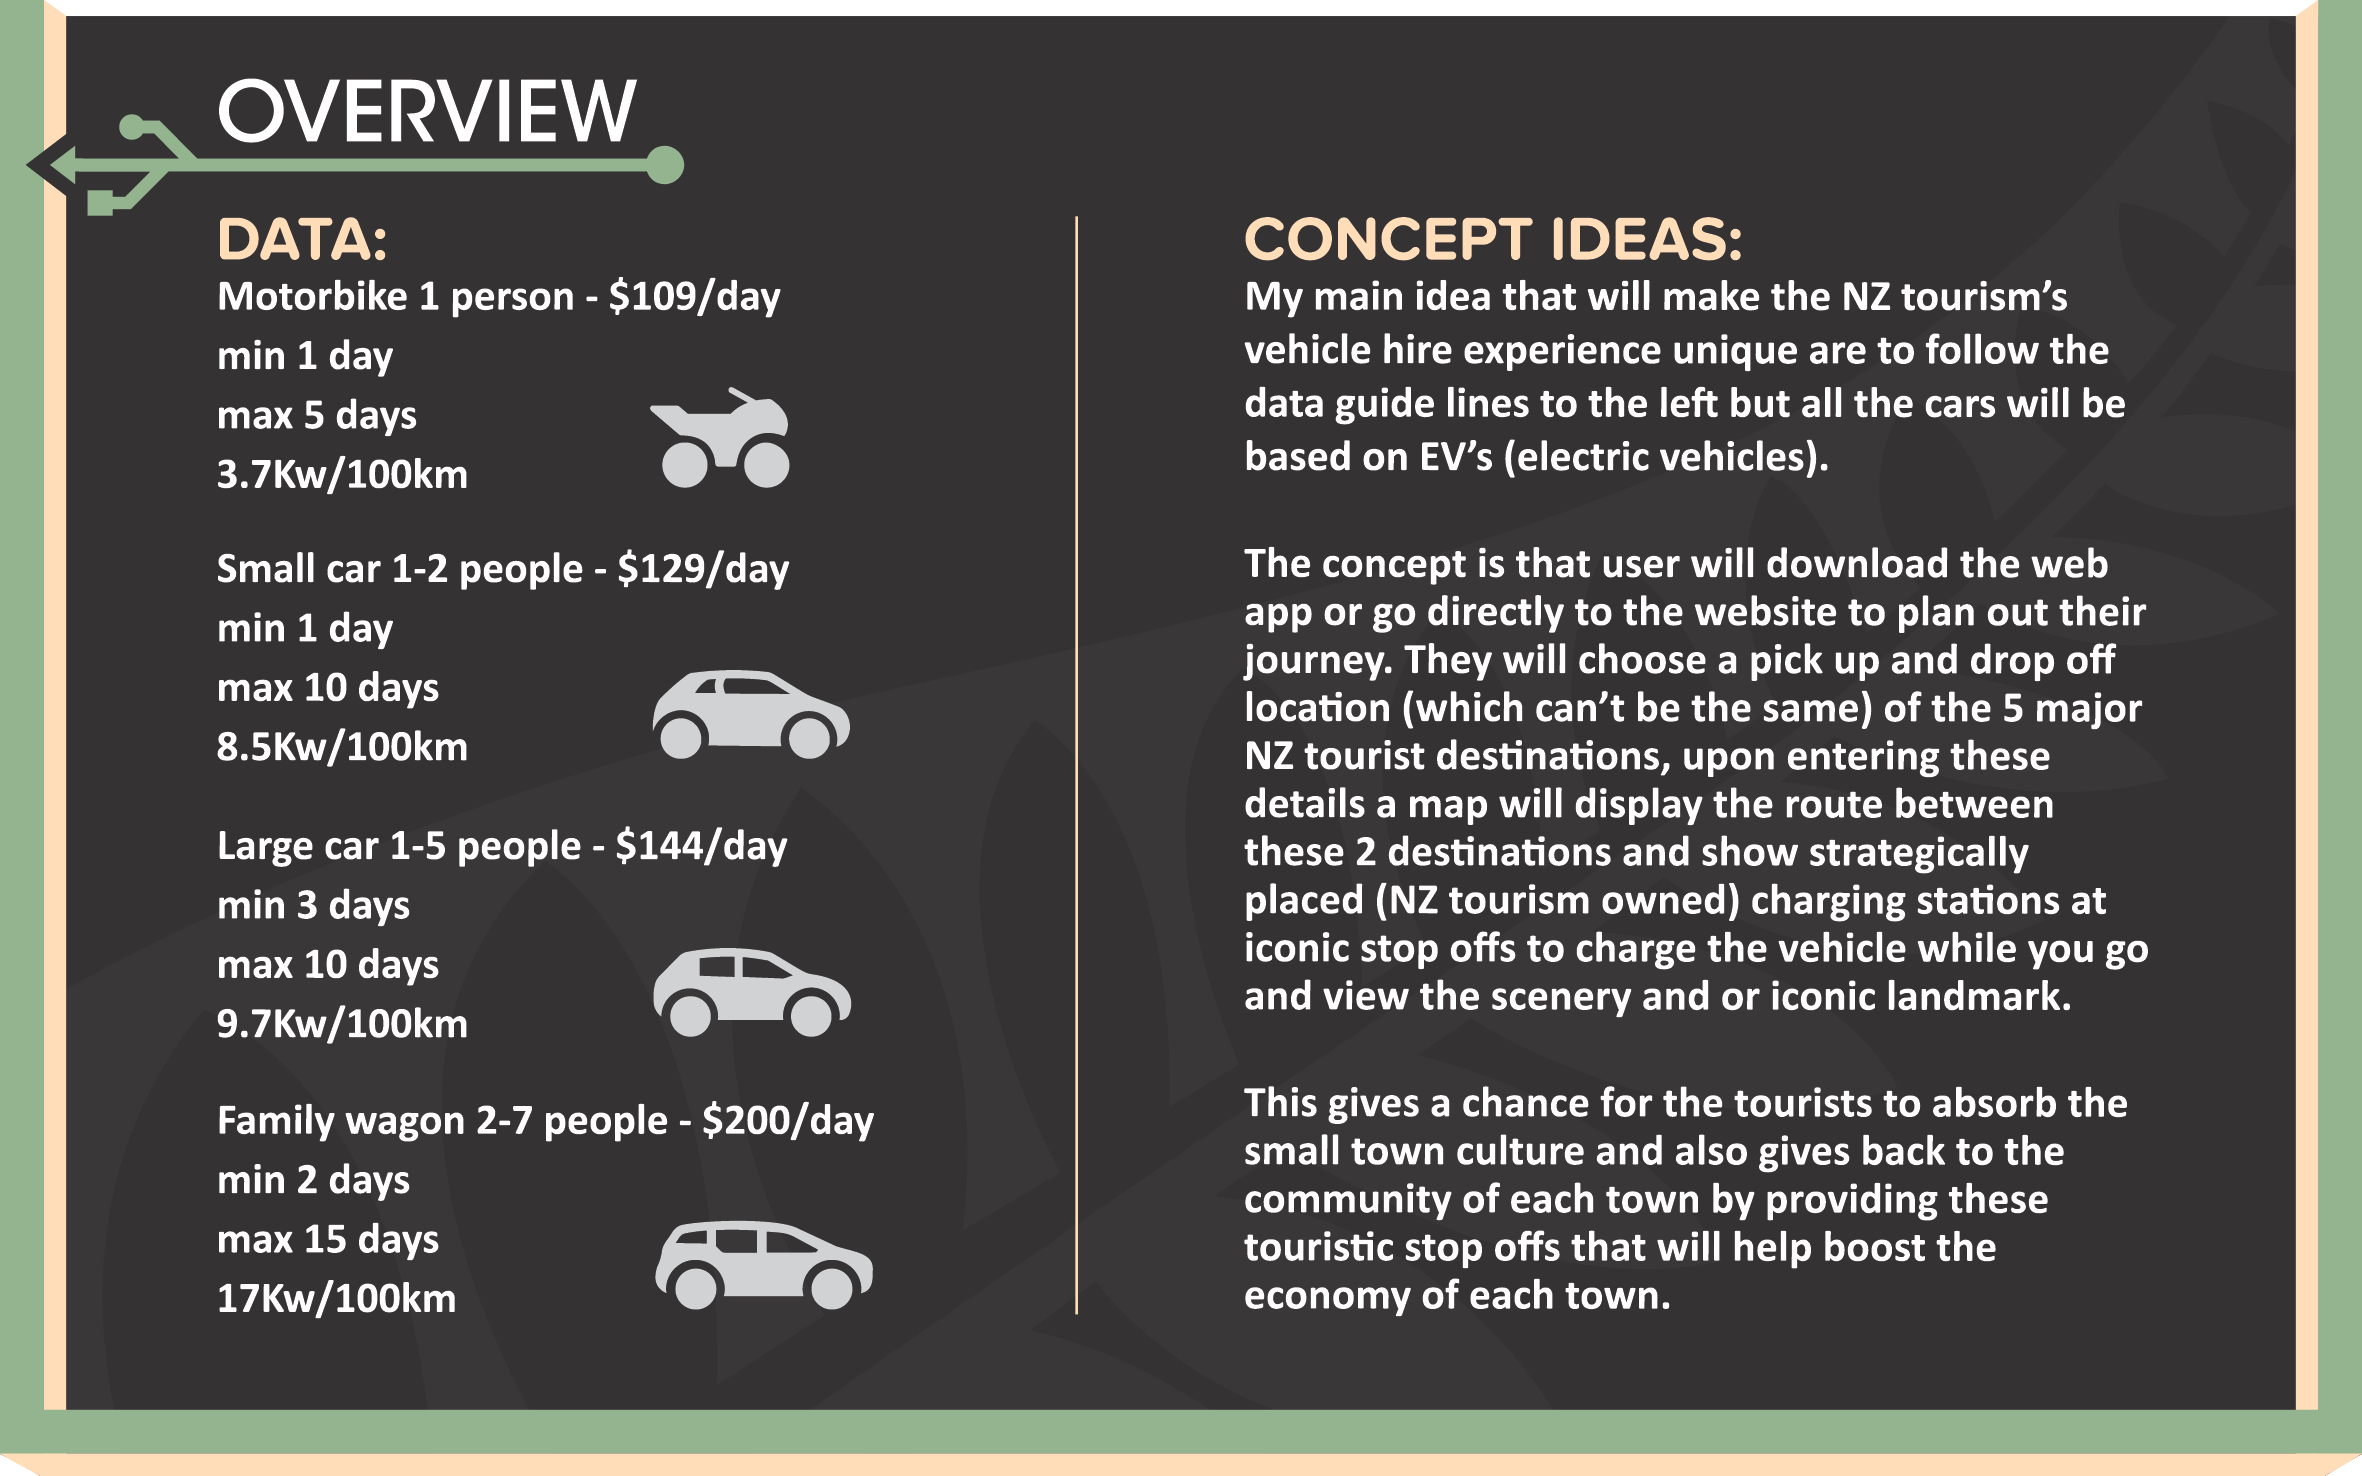 OVERVIEW
DATA:
Motorbike 1 person - $109/day
min 1 day
max 5 days
3.7Kw/100km
Small car 1-2 people - $129/day
min 1 day
max 10 days
8.5Kw/100km
Large car 1-5 people - $144/day
min 3 days
max 10 days
9.7Kw/100km
Family wagon 2-7 people - $200/day
min 2 days
max 15 days
17Kw/100km
CONCEPT IDEAS:
My main idea that will make the NZ tourism’s
vehicle hire experience unique are to follow the
data guide lines to the left but all the cars will be
based on EV’s (electric vehicles).
The concept is that user will download the web
app or go directly to the website to plan out their
journey. They will choose a pick up and drop off
location (which can’t be the same) of the 5 major
NZ tourist destinations, upon entering these
details a map will display the route between
these 2 destinations and show strategically
placed (NZ tourism owned) charging stations at
iconic stop offs to charge the vehicle while you go
and view the scenery and or iconic landmark.
This gives a chance for the tourists to absorb the
small town culture and also gives back to the
community of each town by providing these
touristic stop offs that will help boost the
economy of each town.